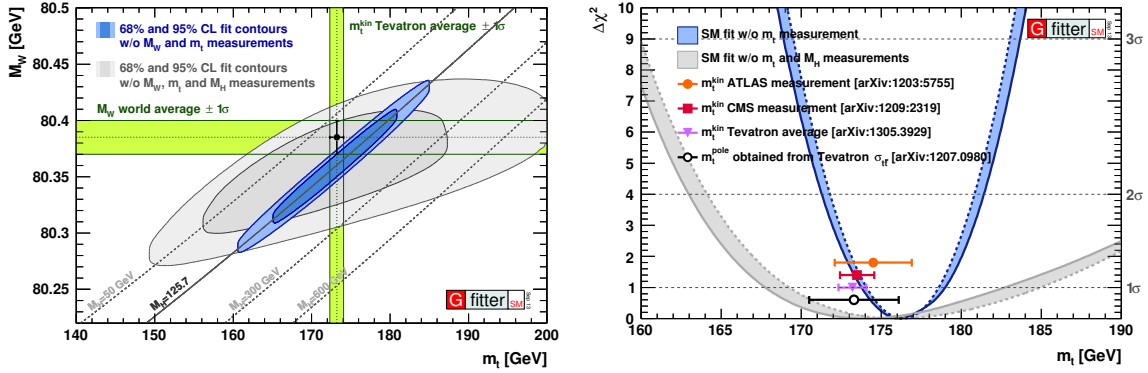 M_W [GeV]
80.5
80.45
80.4
80.35
80.3
80.25
68% and 95% CL fit contours
w/o M_W and m_t measurements
68% and 95% CL fit contours
w/o M_W, m_t and M_H measurements
m_t^kin Tevatron average ± 1σ
M_W world average ± 1σ
M_H=50 GeV
M_H=125.7
M_H=300 GeV
M_H=600 GeV
G fitter SM
Sep 13
140 150 160 170 180 190 200
m_t [GeV]
Δχ²
10
9
8
7
6
5
4
3
2
1
0
SM fit w/o m_t measurement
SM fit w/o m_t and M_H measurements
m_t^kin ATLAS measurement [arXiv:1203:5755]
m_t^kin CMS measurement [arXiv:1209:2319]
m_t^kin Tevatron average [arXiv:1305.3929]
m_t^pole obtained from Tevatron σ_tt̄ [arXiv:1207.0980]
G fitter SM
Sep 13
3σ
2σ
1σ
160 165 170 175 180 185 190
m_t [GeV]